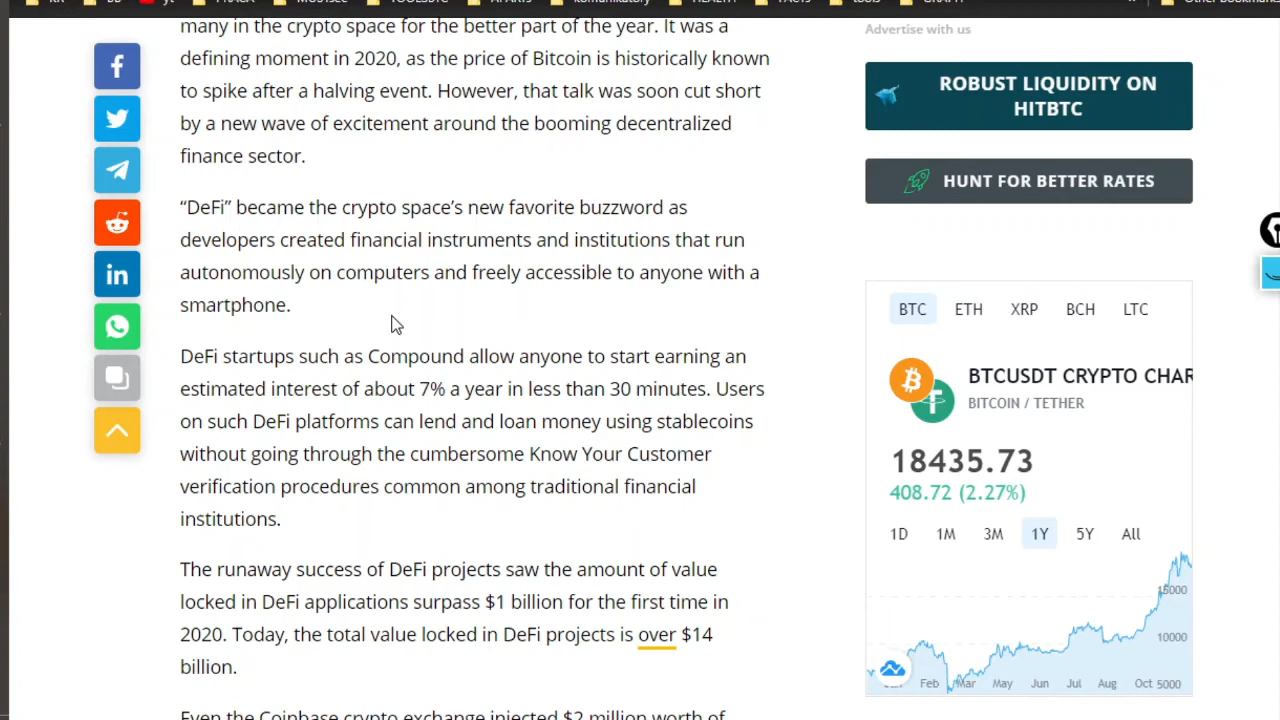 many in the crypto space for the better part of the year. It was a
defining moment in 2020, as the price of Bitcoin is historically known
to spike after a halving event. However, that talk was soon cut short
by a new wave of excitement around the booming decentralized
finance sector.
“DeFi” became the crypto space’s new favorite buzzword as
developers created financial instruments and institutions that run
autonomously on computers and freely accessible to anyone with a
smartphone.
DeFi startups such as Compound allow anyone to start earning an
estimated interest of about 7% a year in less than 30 minutes. Users
on such DeFi platforms can lend and loan money using stablecoins
without going through the cumbersome Know Your Customer
verification procedures common among traditional financial
institutions.
The runaway success of DeFi projects saw the amount of value
locked in DeFi applications surpass $1 billion for the first time in
2020. Today, the total value locked in DeFi projects is over $14
billion.
Even the Coinbase crypto exchange injected $2 million worth of
Advertise with us
ROBUST LIQUIDITY ON
HITBTC
HUNT FOR BETTER RATES
BTC ETH XRP BCH LTC
BTCUSDT CRYPTO CHAR
BITCOIN / TETHER
18435.73
408.72 (2.27%)
1D 1M 3M 1Y 5Y All
15000
10000
Feb Mar May Jun Jul Aug Oct 5000